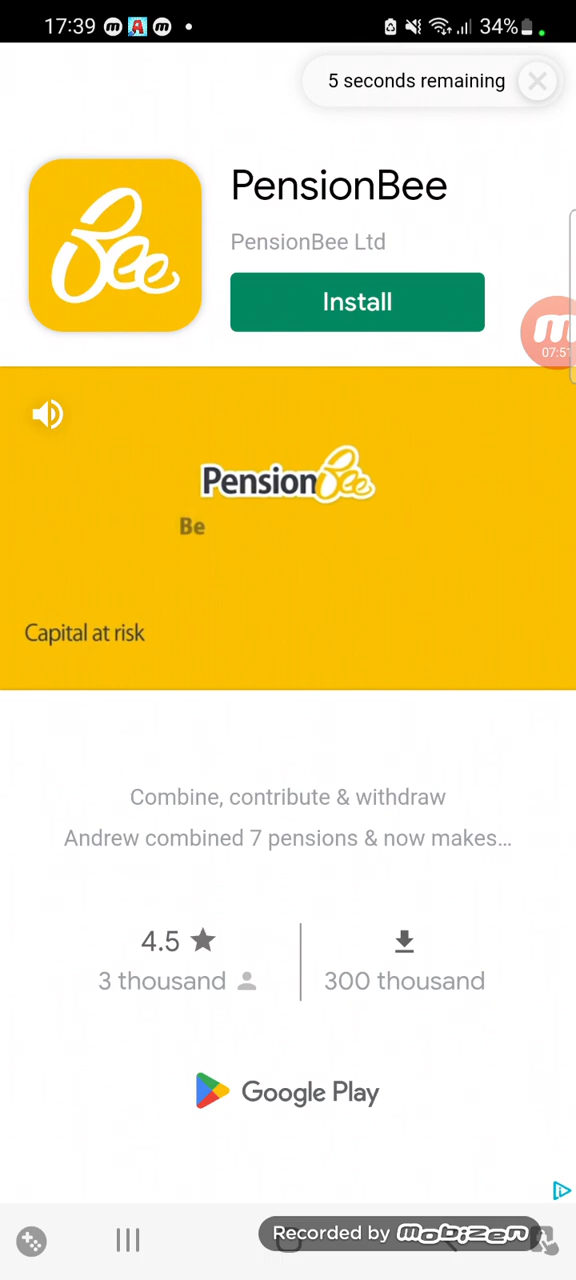 17:39 34%
5 seconds remaining
Bee
PensionBee
PensionBee Ltd
Install
07:5
PensionBee
Be
Capital at risk
Combine, contribute & withdraw
Andrew combined 7 pensions & now makes...
4.5
3 thousand
300 thousand
Google Play
Recorded by mobizen